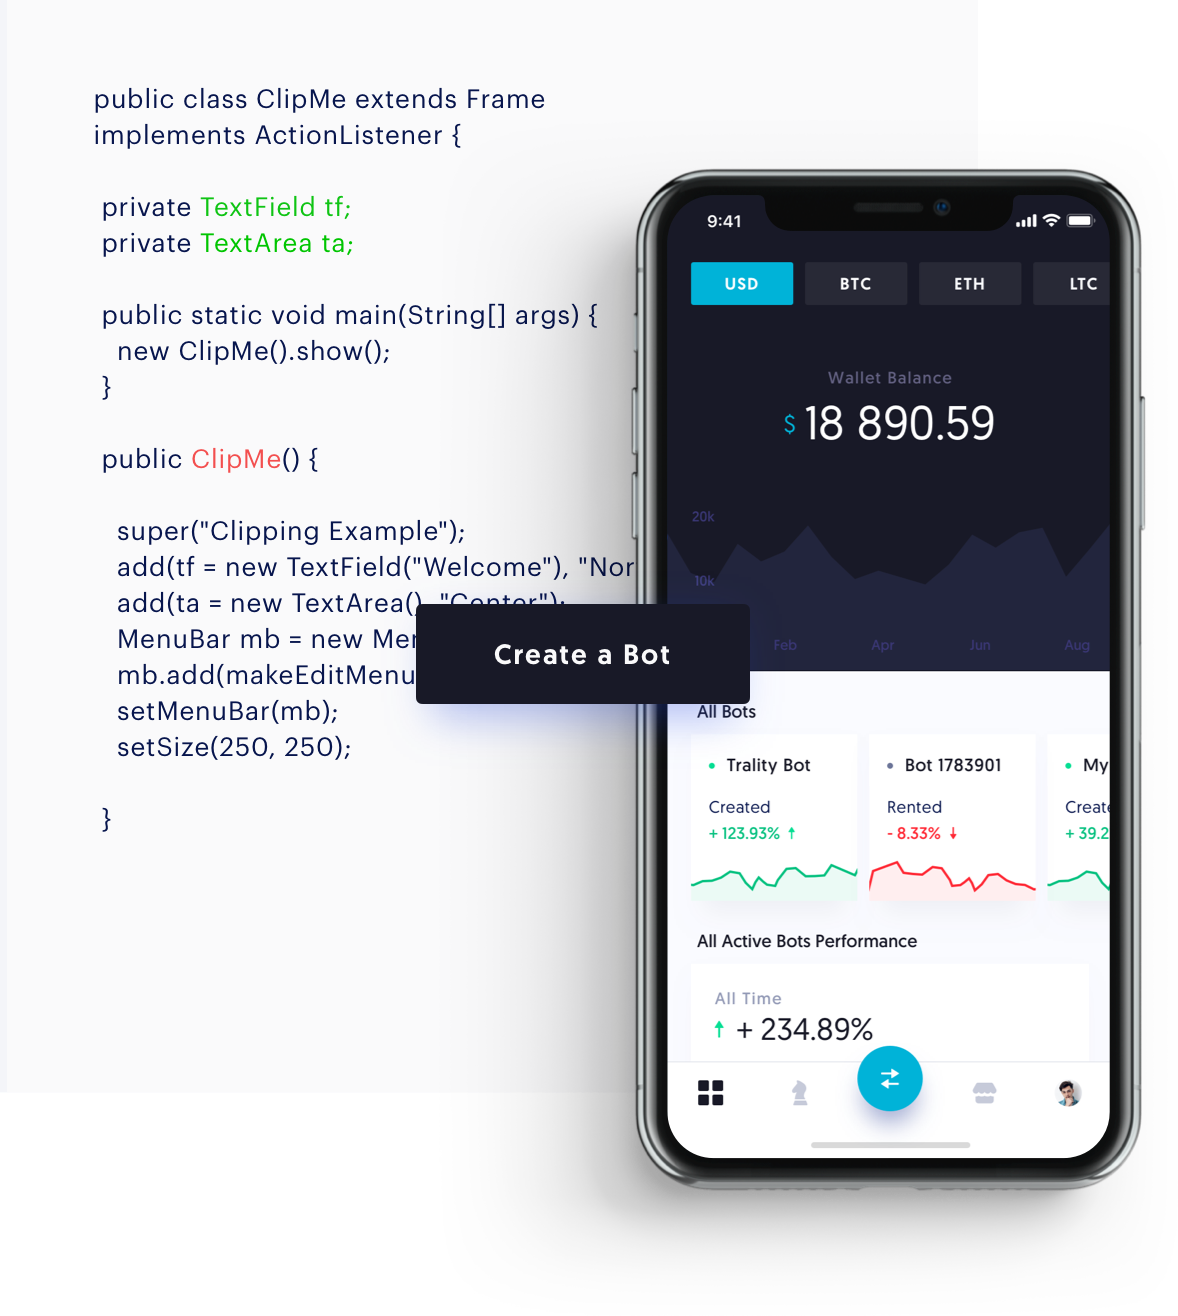 public class ClipMe extends Frame
implements ActionListener {
private TextField tf;
private TextArea ta;
public static void main(String[] args) {
new ClipMe().show();
}
public ClipMe() {
super("Clipping Example");
add(tf = new TextField("Welcome"), "Nor
add(ta = new TextArea(), "Center");
MenuBar mb = new Mer
mb.add(makeEditMenu
setMenuBar(mb);
setSize(250, 250);
}
Create a Bot
9:41
USD BTC ETH LTC
Wallet Balance
$ 18 890.59
20k
10k
Feb Apr Jun Aug
All Bots
Trality Bot
Created
+ 123.93% ↑
Bot 1783901
Rented
- 8.33% ↓
My
Create
+ 39.2
All Active Bots Performance
All Time
↑ + 234.89%